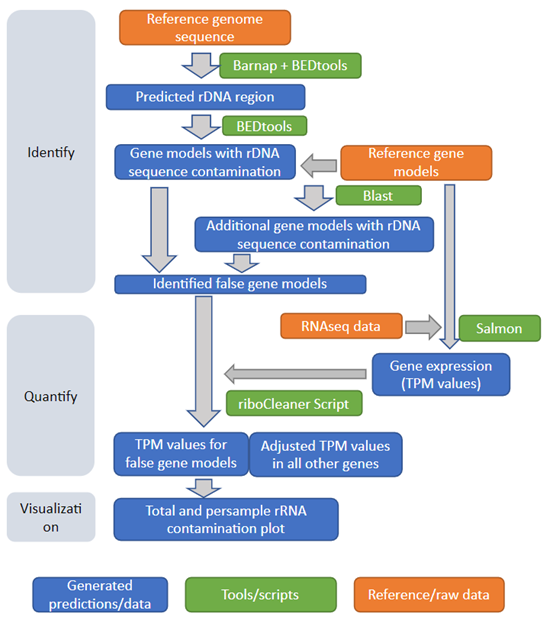 Reference genome
sequence
Barnap + BEDtools
Predicted rDNA region
BEDtools
Identify
Gene models with rDNA
sequence contamination
Reference gene
models
Blast
Additional gene models with rDNA
sequence contamination
Identified false gene models
RNAseq data
Salmon
Gene expression
(TPM values)
Quantify
riboCleaner Script
TPM values for
false gene models
Adjusted TPM values
in all other genes
Visualizati
on
Total and persample rRNA
contamination plot
Generated
predictions/data
Tools/scripts
Reference/raw data